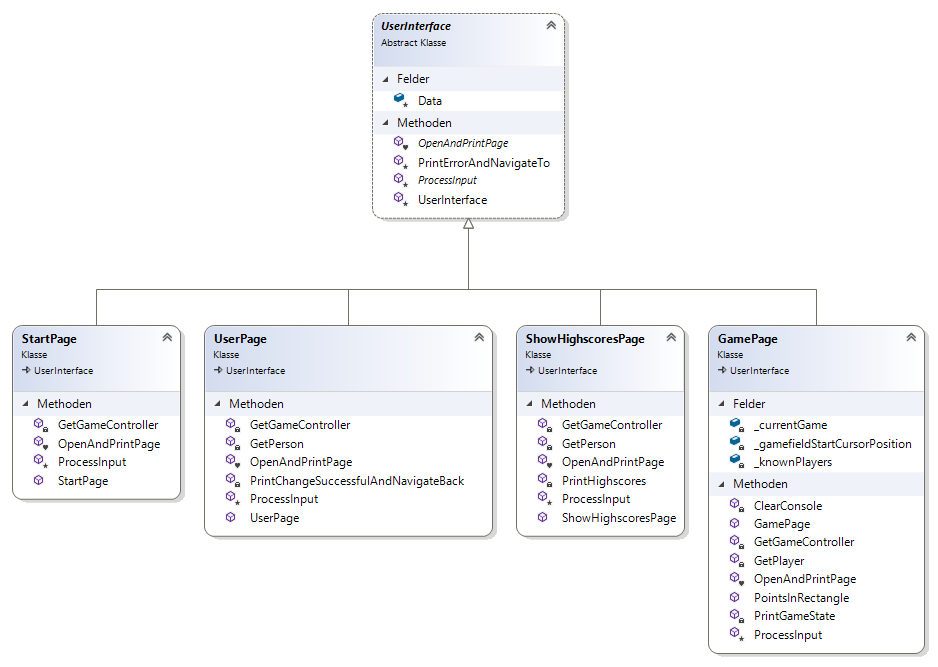 UserInterface
Abstract Klasse
Felder
Data
Methoden
OpenAndPrintPage
PrintErrorAndNavigateTo
ProcessInput
UserInterface
StartPage
Klasse
UserInterface
Methoden
GetGameController
OpenAndPrintPage
ProcessInput
StartPage
UserPage
Klasse
UserInterface
Methoden
GetGameController
GetPerson
OpenAndPrintPage
PrintChangeSuccessfulAndNavigateBack
ProcessInput
UserPage
ShowHighscoresPage
Klasse
UserInterface
Methoden
GetGameController
GetPerson
OpenAndPrintPage
PrintHighscores
ProcessInput
ShowHighscoresPage
GamePage
Klasse
UserInterface
Felder
_currentGame
_gamefieldStartCursorPosition
_knownPlayers
Methoden
ClearConsole
GamePage
GetGameController
GetPlayer
OpenAndPrintPage
PointsInRectangle
PrintGameState
ProcessInput